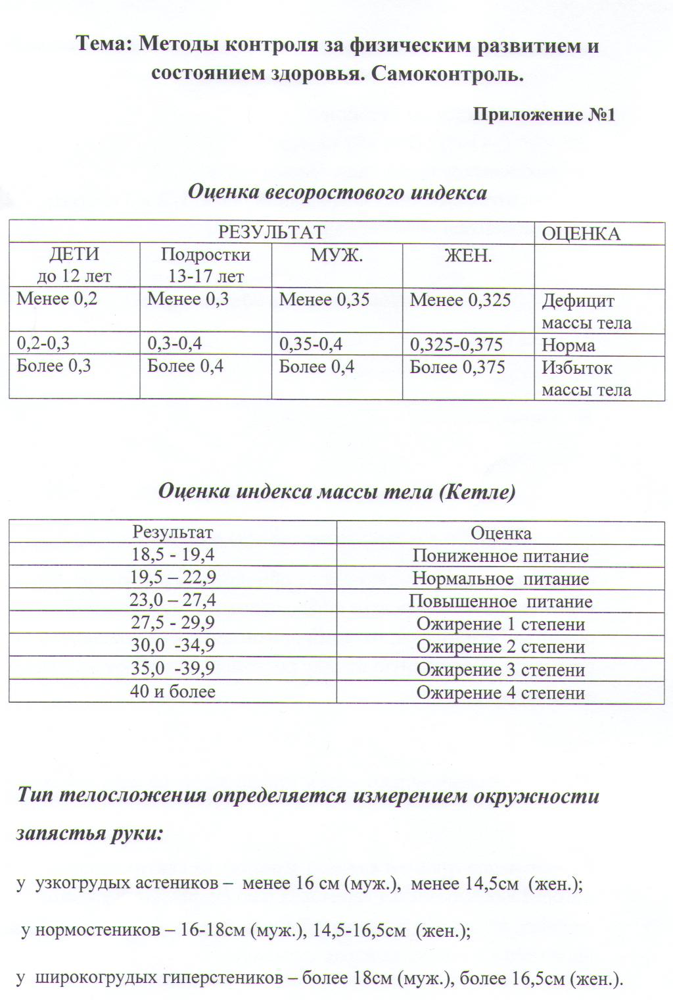 Тема: Методы контроля за физическим развитием и
состоянием здоровья. Самоконтроль.
Приложение №1
Оценка весоростового индекса
РЕЗУЛЬТАТ ОЦЕНКА
ДЕТИ до 12 лет Подростки 13-17 лет МУЖ. ЖЕН.
Менее 0,2 Менее 0,3 Менее 0,35 Менее 0,325 Дефицит массы тела
0,2-0,3 0,3-0,4 0,35-0,4 0,325-0,375 Норма
Более 0,3 Более 0,4 Более 0,4 Более 0,375 Избыток массы тела
Оценка индекса массы тела (Кетле)
Результат Оценка
18,5 - 19,4 Пониженное питание
19,5 – 22,9 Нормальное  питание
23,0 – 27,4 Повышенное  питание
27,5 - 29,9 Ожирение 1 степени
30,0  -34,9 Ожирение 2 степени
35,0  -39,9 Ожирение 3 степени
40 и более Ожирение 4 степени
Тип телосложения определяется измерением окружности
запястья руки:
у  узкогрудых астеников –  менее 16 см (муж.),  менее 14,5см  (жен.);
у нормостеников – 16-18см (муж.), 14,5-16,5см  (жен.);
у  широкогрудых гиперстеников – более 18см (муж.), более 16,5см (жен.).